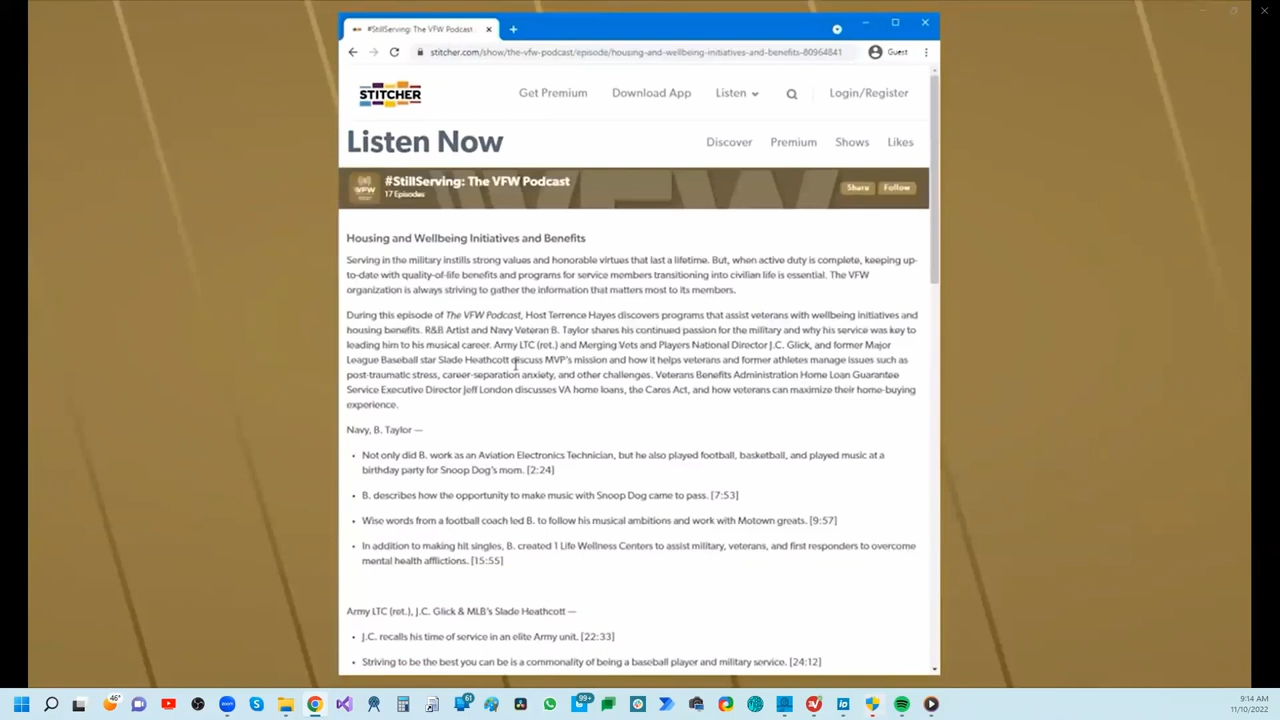 #StillServing: The VFW Podcast
stitcher.com/show/the-vfw-podcast/episode/housing-and-wellbeing-initiatives-and-benefits-80964841
Guest
STITCHER
Get Premium Download App Listen Login/Register
Listen Now
Discover Premium Shows Likes
VFW
#StillServing: The VFW Podcast
17 Episodes
Share Follow
Housing and Wellbeing Initiatives and Benefits
Serving in the military instills strong values and honorable virtues that last a lifetime. But, when active duty is complete, keeping up-
to-date with quality-of-life benefits and programs for service members transitioning into civilian life is essential. The VFW
organization is always striving to gather the information that matters most to its members.
During this episode of The VFW Podcast, Host Terrence Hayes discovers programs that assist veterans with wellbeing initiatives and
housing benefits. R&B Artist and Navy Veteran B. Taylor shares his continued passion for the military and why his service was key to
leading him to his musical career. Army LTC (ret.) and Merging Vets and Players National Director J.C. Glick, and former Major
League Baseball star Slade Heathcott discuss MVP's mission and how it helps veterans and former athletes manage issues such as
post-traumatic stress, career-separation anxiety, and other challenges. Veterans Benefits Administration Home Loan Guarantee
Service Executive Director Jeff London discusses VA home loans, the Cares Act, and how veterans can maximize their home-buying
experience.
Navy, B. Taylor —
• Not only did B. work as an Aviation Electronics Technician, but he also played football, basketball, and played music at a
birthday party for Snoop Dog's mom. [2:24]
• B. describes how the opportunity to make music with Snoop Dog came to pass. [7:53]
• Wise words from a football coach led B. to follow his musical ambitions and work with Motown greats. [9:57]
• In addition to making hit singles, B. created 1 Life Wellness Centers to assist military, veterans, and first responders to overcome
mental health afflictions. [15:55]
Army LTC (ret.), J.C. Glick & MLB's Slade Heathcott —
• J.C. recalls his time of service in an elite Army unit. [22:33]
• Striving to be the best you can be is a commonality of being a baseball player and military service. [24:12]
46°
61
99+
9:14 AM
11/10/2022